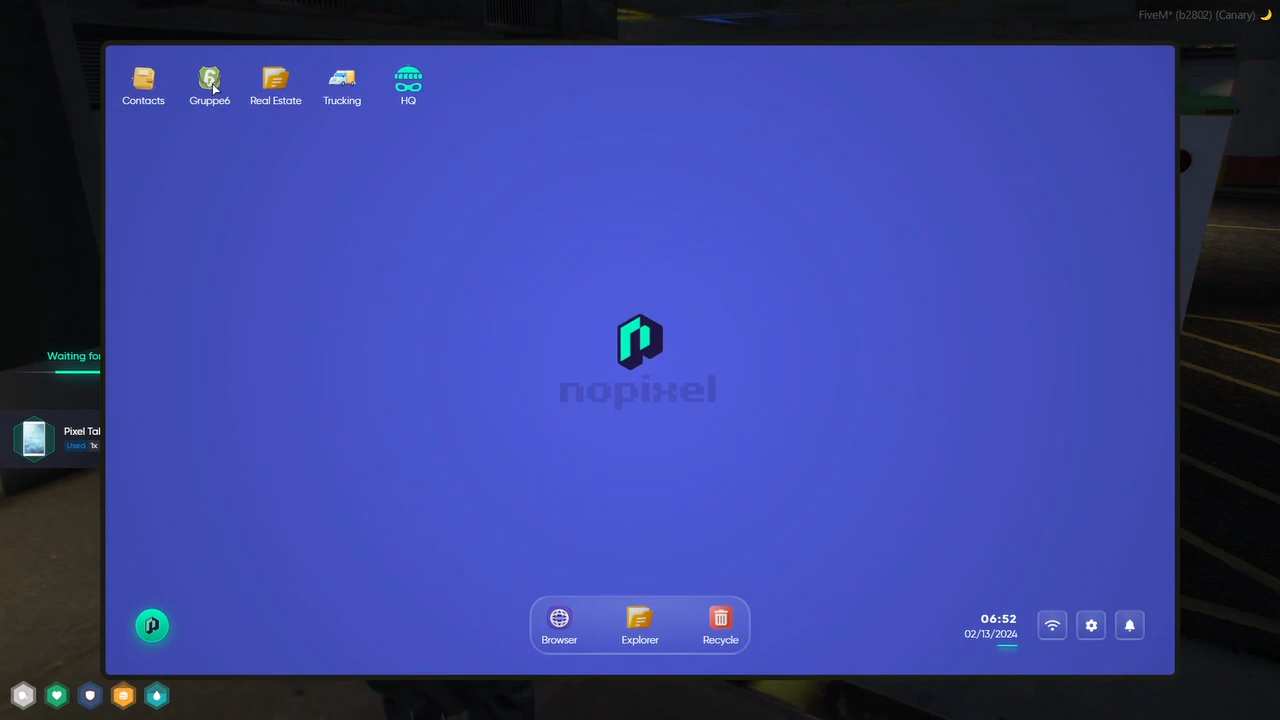 FiveM* (b2802) (Canary)
Contacts
Gruppe6
Real Estate
Trucking
HQ
nopixel
Waiting for
Pixel Tal
Used 1x
Browser
Explorer
Recycle
06:52
02/13/2024